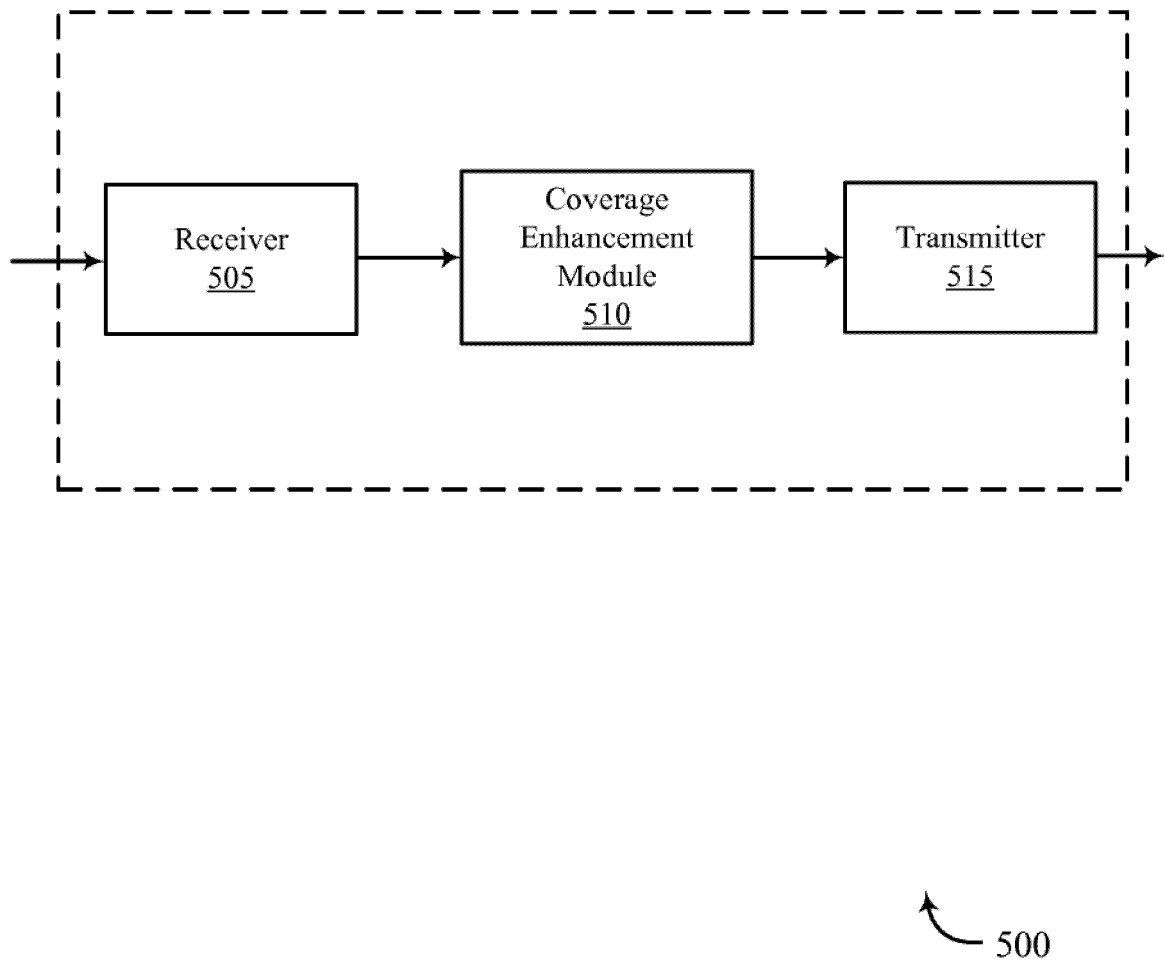 Receiver
505
Coverage
Enhancement
Module
510
Transmitter
515
500